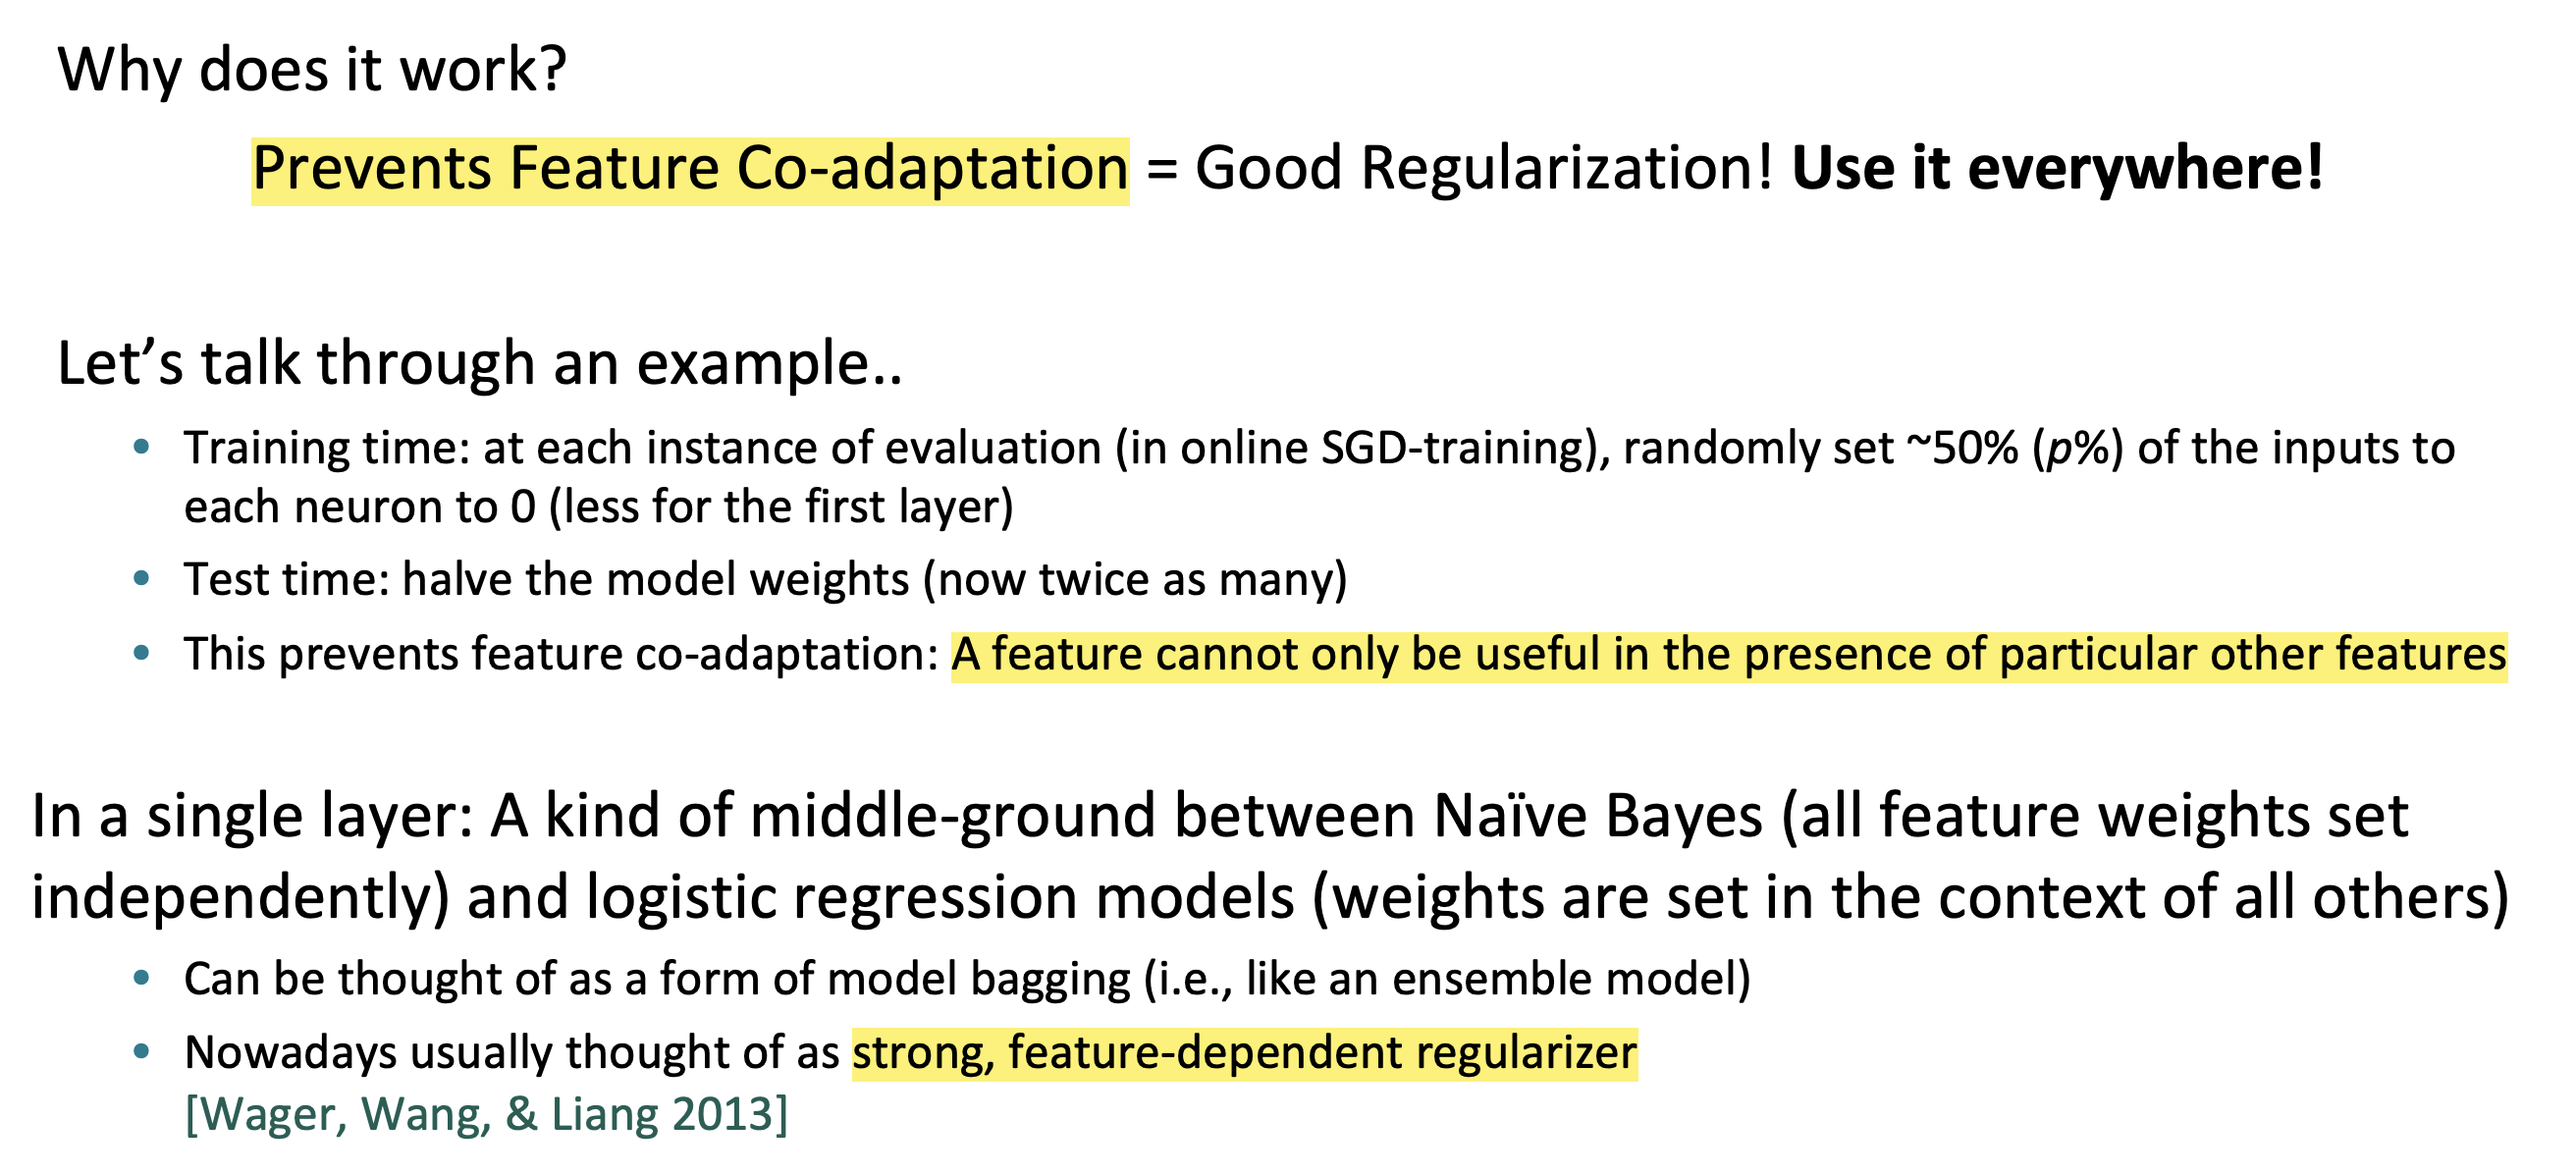 Why does it work?
Prevents Feature Co-adaptation = Good Regularization! Use it everywhere!
Let’s talk through an example..
• Training time: at each instance of evaluation (in online SGD-training), randomly set ~50% (p%) of the inputs to
each neuron to 0 (less for the first layer)
• Test time: halve the model weights (now twice as many)
• This prevents feature co-adaptation: A feature cannot only be useful in the presence of particular other features
In a single layer: A kind of middle-ground between Naïve Bayes (all feature weights set
independently) and logistic regression models (weights are set in the context of all others)
• Can be thought of as a form of model bagging (i.e., like an ensemble model)
• Nowadays usually thought of as strong, feature-dependent regularizer
[Wager, Wang, & Liang 2013]